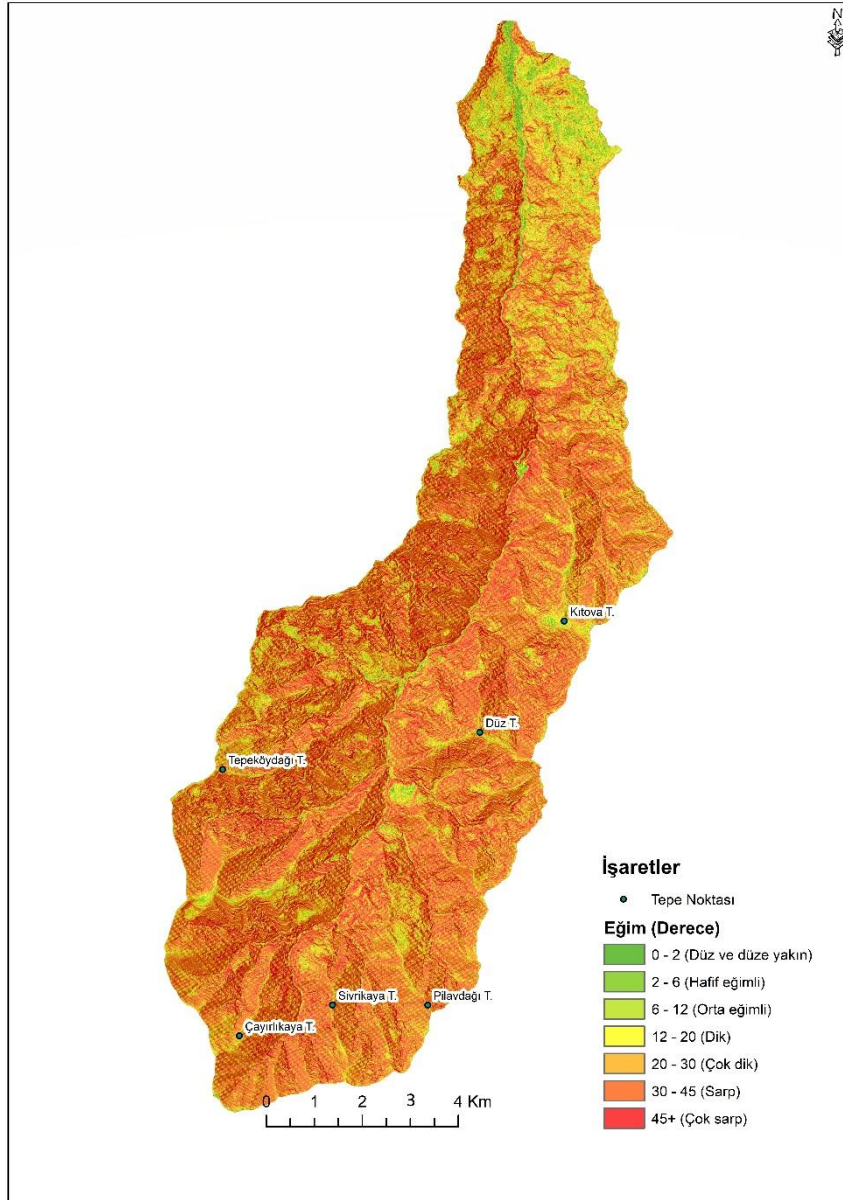 N
Kıtova T.
Düz T.
Tepeköydağı T.
Sivrikaya T.
Pilavdağı T.
Çayırlıkaya T.
0 1 2 3 4 Km
İşaretler
Tepe Noktası
Eğim (Derece)
0 - 2 (Düz ve düze yakın)
2 - 6 (Hafif eğimli)
6 - 12 (Orta eğimli)
12 - 20 (Dik)
20 - 30 (Çok dik)
30 - 45 (Sarp)
45+ (Çok sarp)